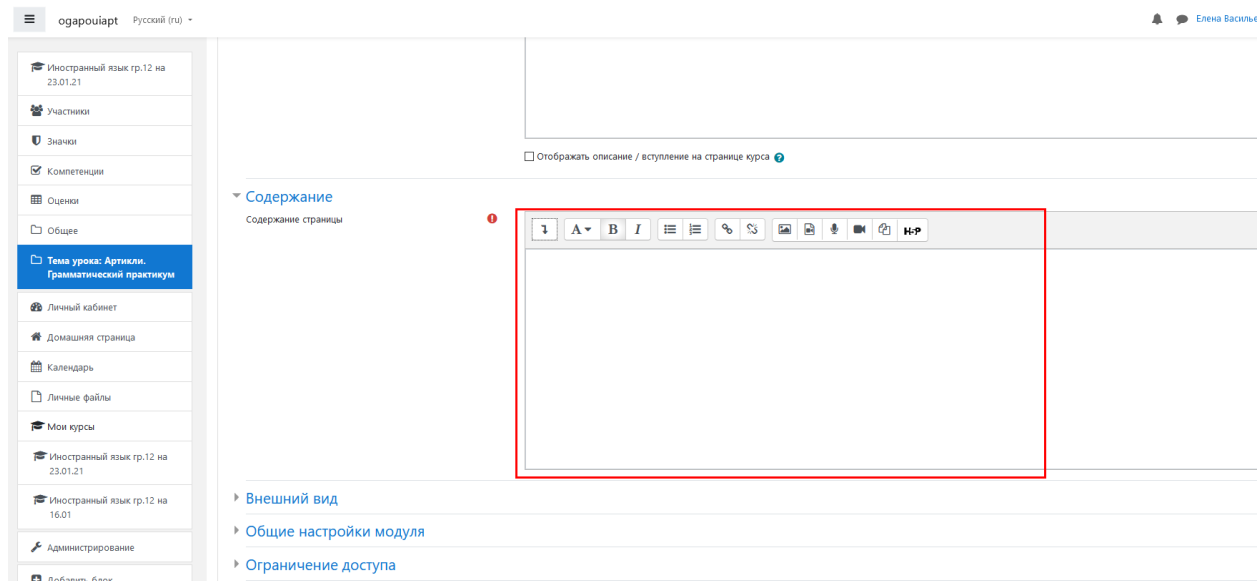 ogapouiapt Русский (ru)
Елена Василье
Иностранный язык гр.12 на
23.01.21
Участники
Значки
Компетенции
Оценки
Общее
Тема урока: Артикли.
Грамматический практикум
Личный кабинет
Домашняя страница
Календарь
Личные файлы
Мои курсы
Иностранный язык гр.12 на
23.01.21
Иностранный язык гр.12 на
16.01
Администрирование
Добавить блок
Отображать описание / вступление на странице курса
Содержание
Содержание страницы
A B I H-P
Внешний вид
Общие настройки модуля
Ограничение доступа